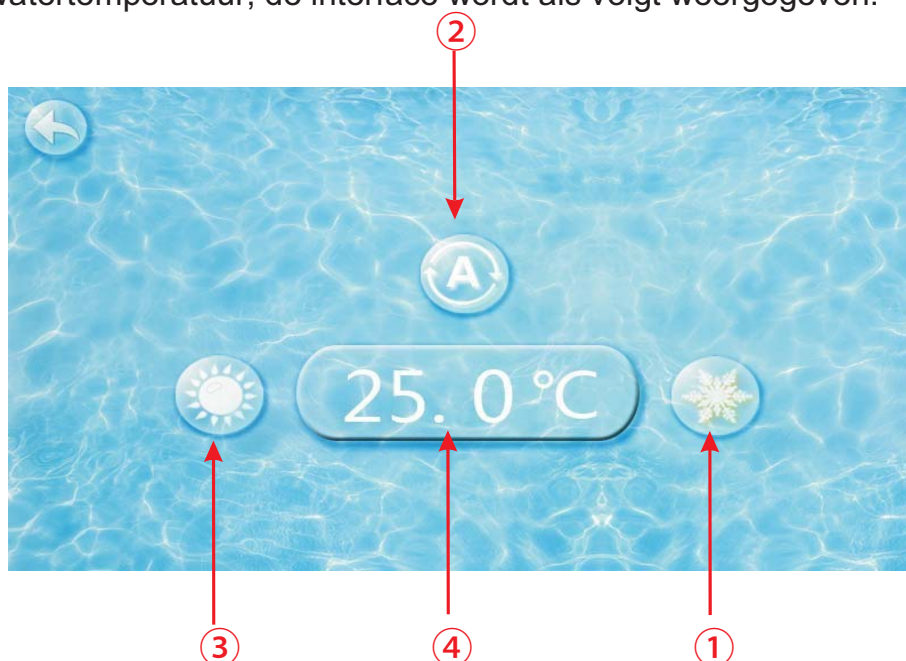 watertemperatuur, de interface wordt als volgt weergegeven.
②
A
25. 0 ℃
③ ④ ①